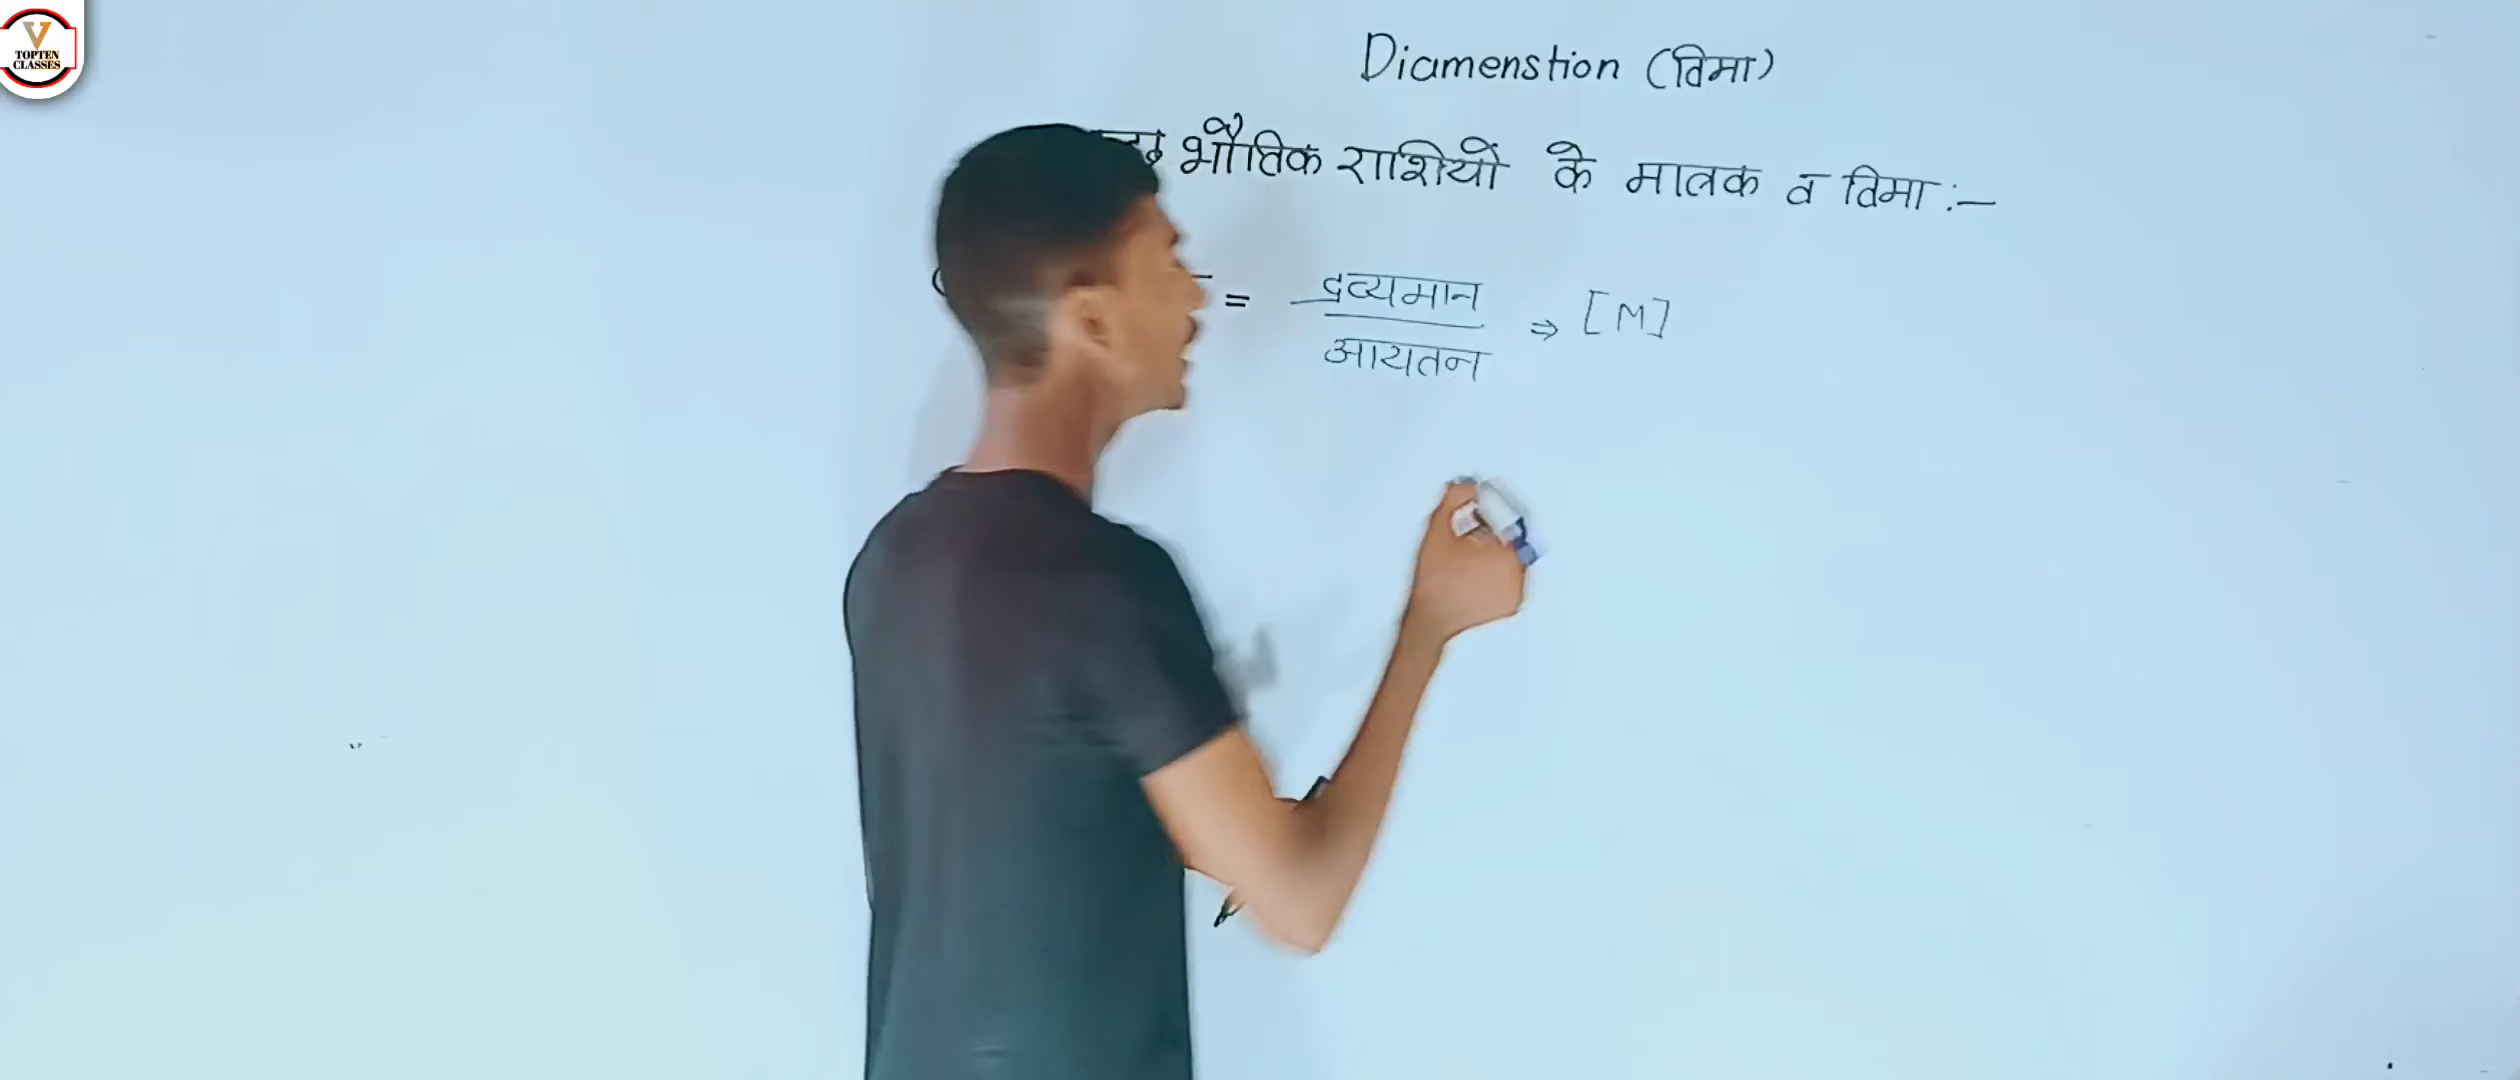 V
TOPTEN
CLASSES
Diamenstion (विमा)
भौतिक राशियों के मात्रक व विमा :-
= द्रव्यमान ⇒ [M]
आयतन